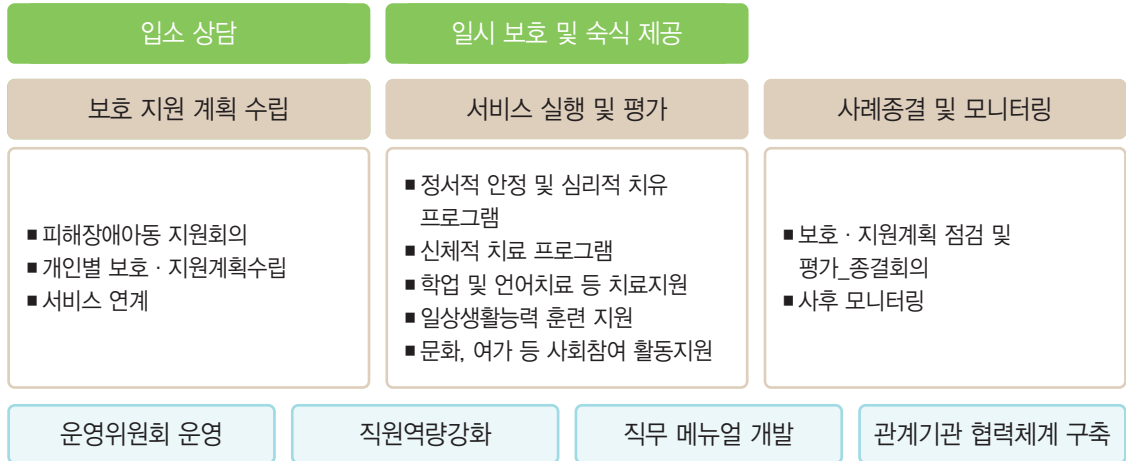 입소 상담
일시 보호 및 숙식 제공
보호 지원 계획 수립
서비스 실행 및 평가
사례종결 및 모니터링
■ 피해장애아동 지원회의
■ 개인별 보호 · 지원계획수립
■ 서비스 연계
■ 정서적 안정 및 심리적 치유
프로그램
■ 신체적 치료 프로그램
■ 학업 및 언어치료 등 치료지원
■ 일상생활능력 훈련 지원
■ 문화, 여가 등 사회참여 활동지원
■ 보호 · 지원계획 점검 및
평가_종결회의
■ 사후 모니터링
운영위원회 운영
직원역량강화
직무 메뉴얼 개발
관계기관 협력체계 구축